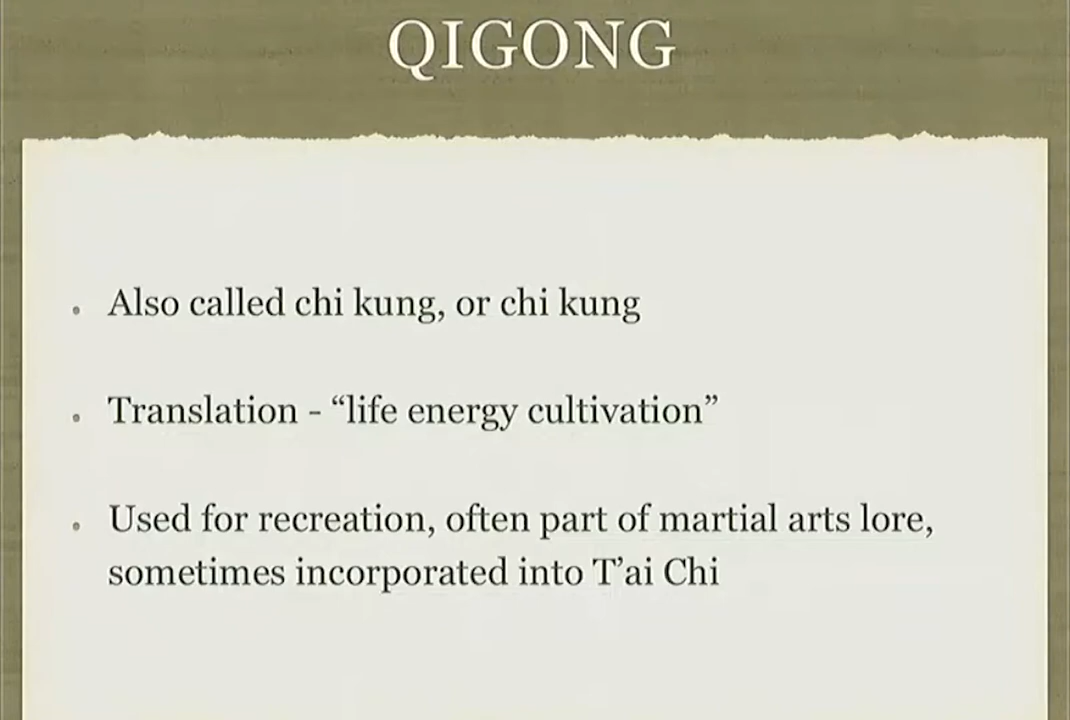 QIGONG
Also called chi kung, or chi kung
Translation - “life energy cultivation”
Used for recreation, often part of martial arts lore,
sometimes incorporated into T’ai Chi